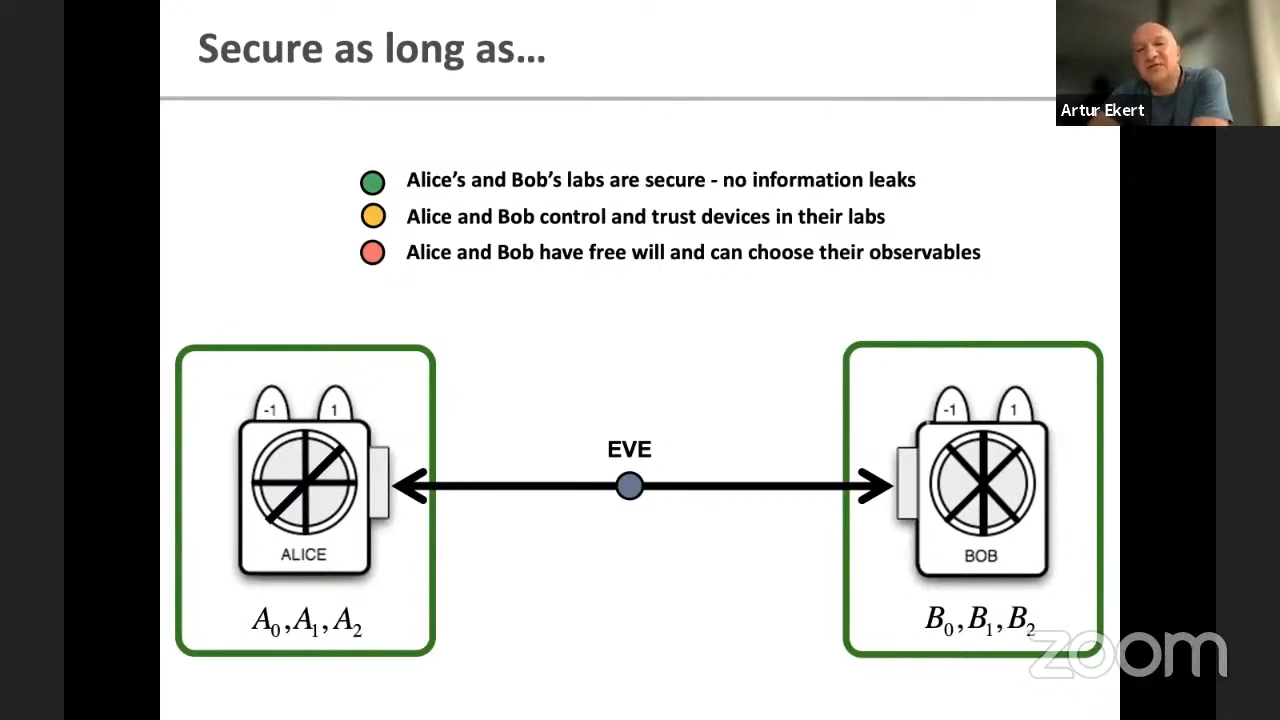 Secure as long as...
Artur Ekert
Alice's and Bob's labs are secure - no information leaks
Alice and Bob control and trust devices in their labs
Alice and Bob have free will and can choose their observables
-1 1
-1 1
EVE
ALICE
BOB
A₀,A₁,A₂
B₀,B₁,B₂
zoom